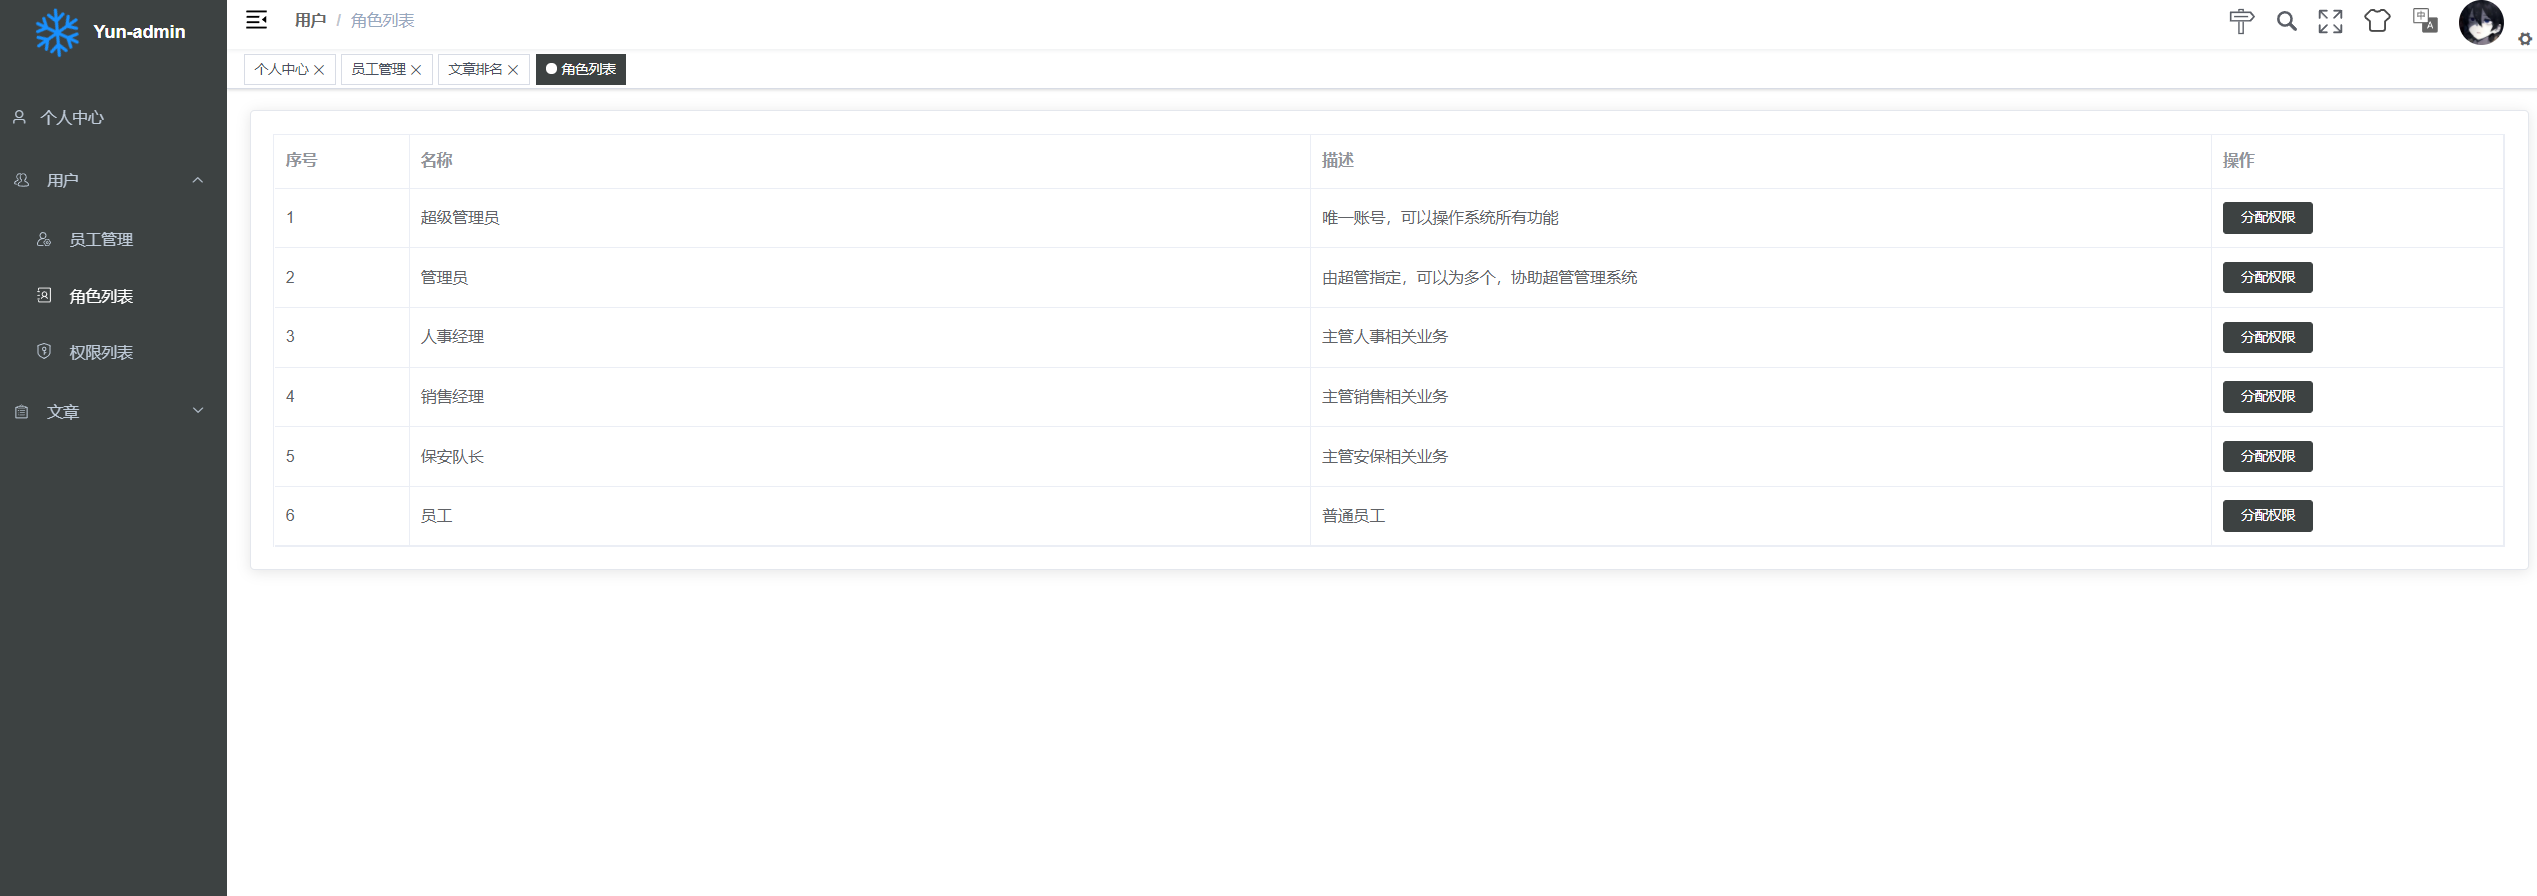 Yun-admin
用户 / 角色列表
中
A
个人中心
员工管理
文章排名
角色列表
个人中心
用户
员工管理
角色列表
权限列表
文章
序号 名称 描述 操作
1 超级管理员 唯一账号，可以操作系统所有功能 分配权限
2 管理员 由超管指定，可以为多个，协助超管管理系统 分配权限
3 人事经理 主管人事相关业务 分配权限
4 销售经理 主管销售相关业务 分配权限
5 保安队长 主管安保相关业务 分配权限
6 员工 普通员工 分配权限